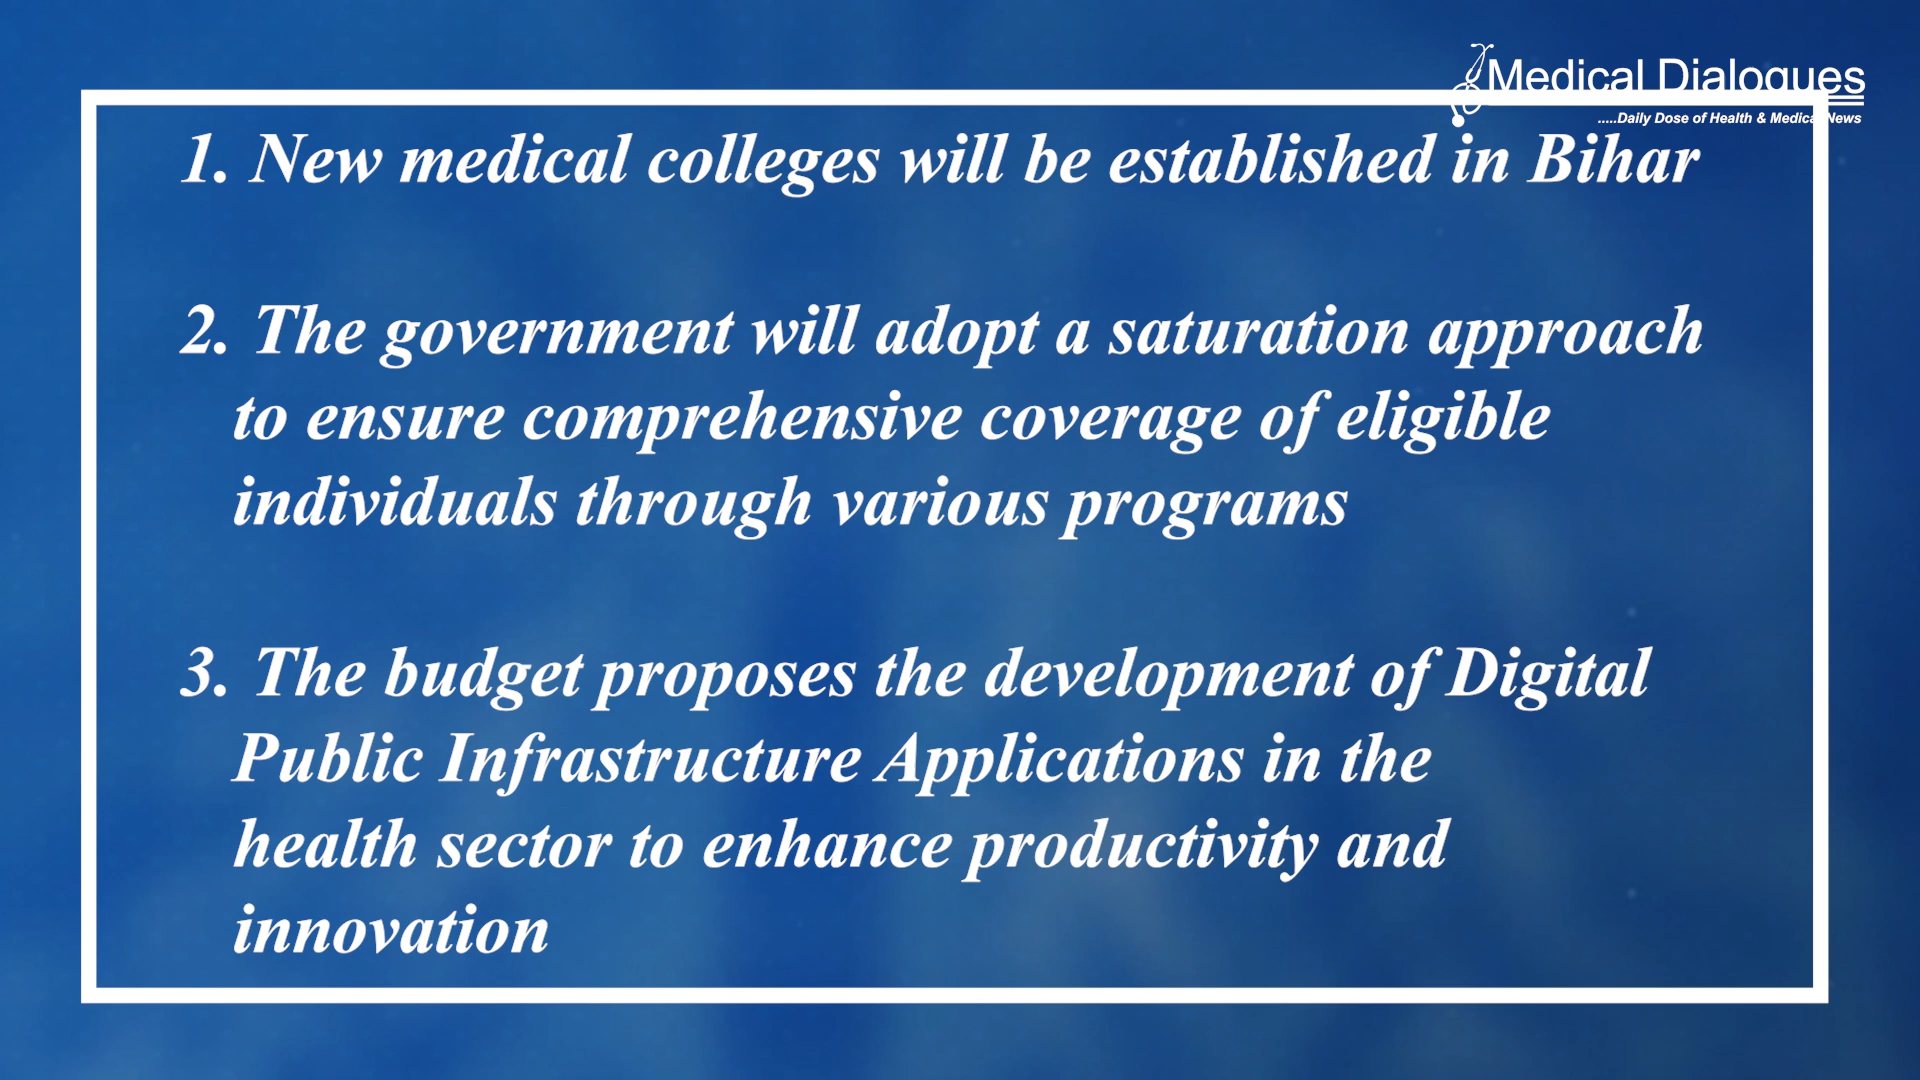 Medical Dialogues
.....Daily Dose of Health & Medical News
1. New medical colleges will be established in Bihar
2. The government will adopt a saturation approach
to ensure comprehensive coverage of eligible
individuals through various programs
3. The budget proposes the development of Digital
Public Infrastructure Applications in the
health sector to enhance productivity and
innovation